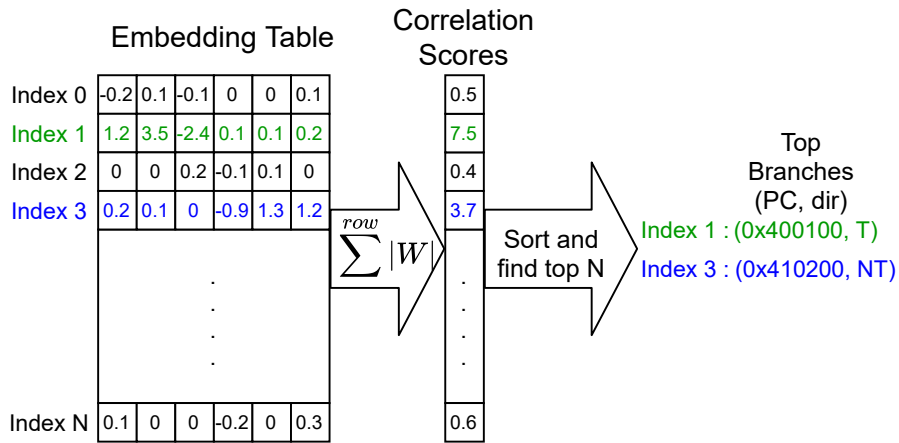 Embedding Table
Correlation
Scores
Index 0 -0.2 0.1 -0.1 0 0 0.1 0.5
Index 1 1.2 3.5 -2.4 0.1 0.1 0.2 7.5
Index 2 0 0 0.2 -0.1 0.1 0 0.4
Index 3 0.2 0.1 0 -0.9 1.3 1.2 3.7
row
∑ |W|
Sort and
find top N
Top
Branches
(PC, dir)
Index 1 : (0x400100, T)
Index 3 : (0x410200, NT)
. .
. .
. .
.
Index N 0.1 0 0 -0.2 0 0.3 0.6